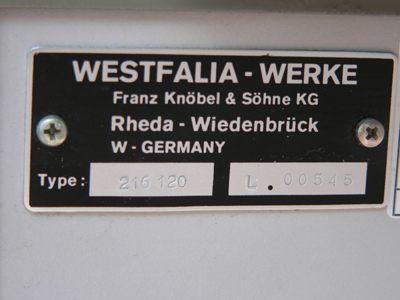 WESTFALIA - WERKE
Franz Knöbel & Söhne KG
Rheda - Wiedenbrück
W - GERMANY
Type: 216 120 L. 00545